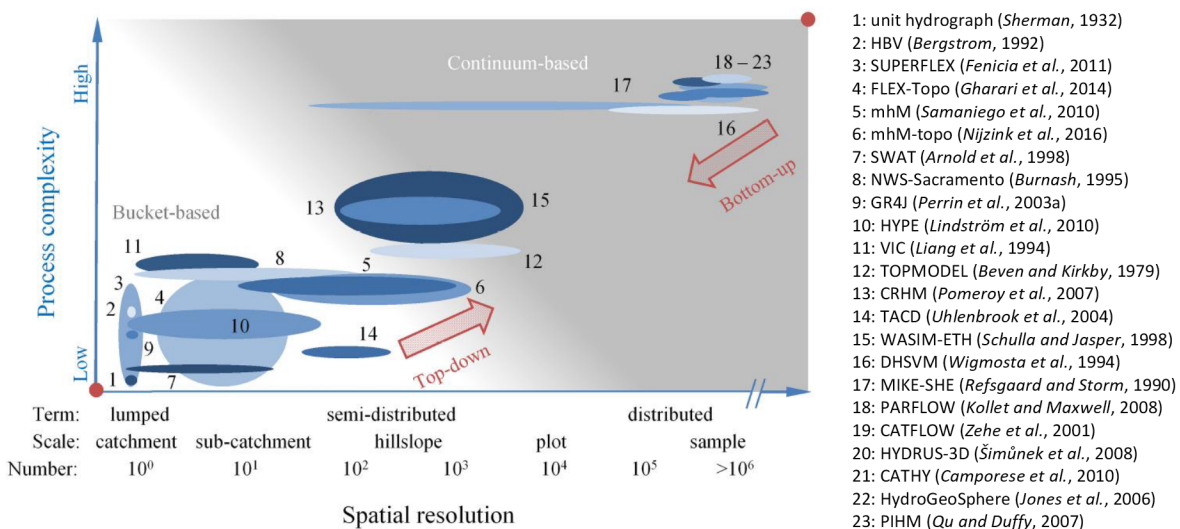 High
Process complexity
Low
Continuum-based
Bucket-based
18 – 23
17
16
Bottom-up
13
15
12
11
8
5
6
3
4
2
10
14
9
1
7
Top-down
Term: lumped semi-distributed distributed
Scale: catchment sub-catchment hillslope plot sample
Number: 10⁰ 10¹ 10² 10³ 10⁴ 10⁵ >10⁶
Spatial resolution
1: unit hydrograph (Sherman, 1932)
2: HBV (Bergstrom, 1992)
3: SUPERFLEX (Fenicia et al., 2011)
4: FLEX-Topo (Gharari et al., 2014)
5: mhM (Samaniego et al., 2010)
6: mhM-topo (Nijzink et al., 2016)
7: SWAT (Arnold et al., 1998)
8: NWS-Sacramento (Burnash, 1995)
9: GR4J (Perrin et al., 2003a)
10: HYPE (Lindström et al., 2010)
11: VIC (Liang et al., 1994)
12: TOPMODEL (Beven and Kirkby, 1979)
13: CRHM (Pomeroy et al., 2007)
14: TACD (Uhlenbrook et al., 2004)
15: WASIM-ETH (Schulla and Jasper, 1998)
16: DHSVM (Wigmosta et al., 1994)
17: MIKE-SHE (Refsgaard and Storm, 1990)
18: PARFLOW (Kollet and Maxwell, 2008)
19: CATFLOW (Zehe et al., 2001)
20: HYDRUS-3D (Šimůnek et al., 2008)
21: CATHY (Camporese et al., 2010)
22: HydroGeoSphere (Jones et al., 2006)
23: PIHM (Qu and Duffy, 2007)